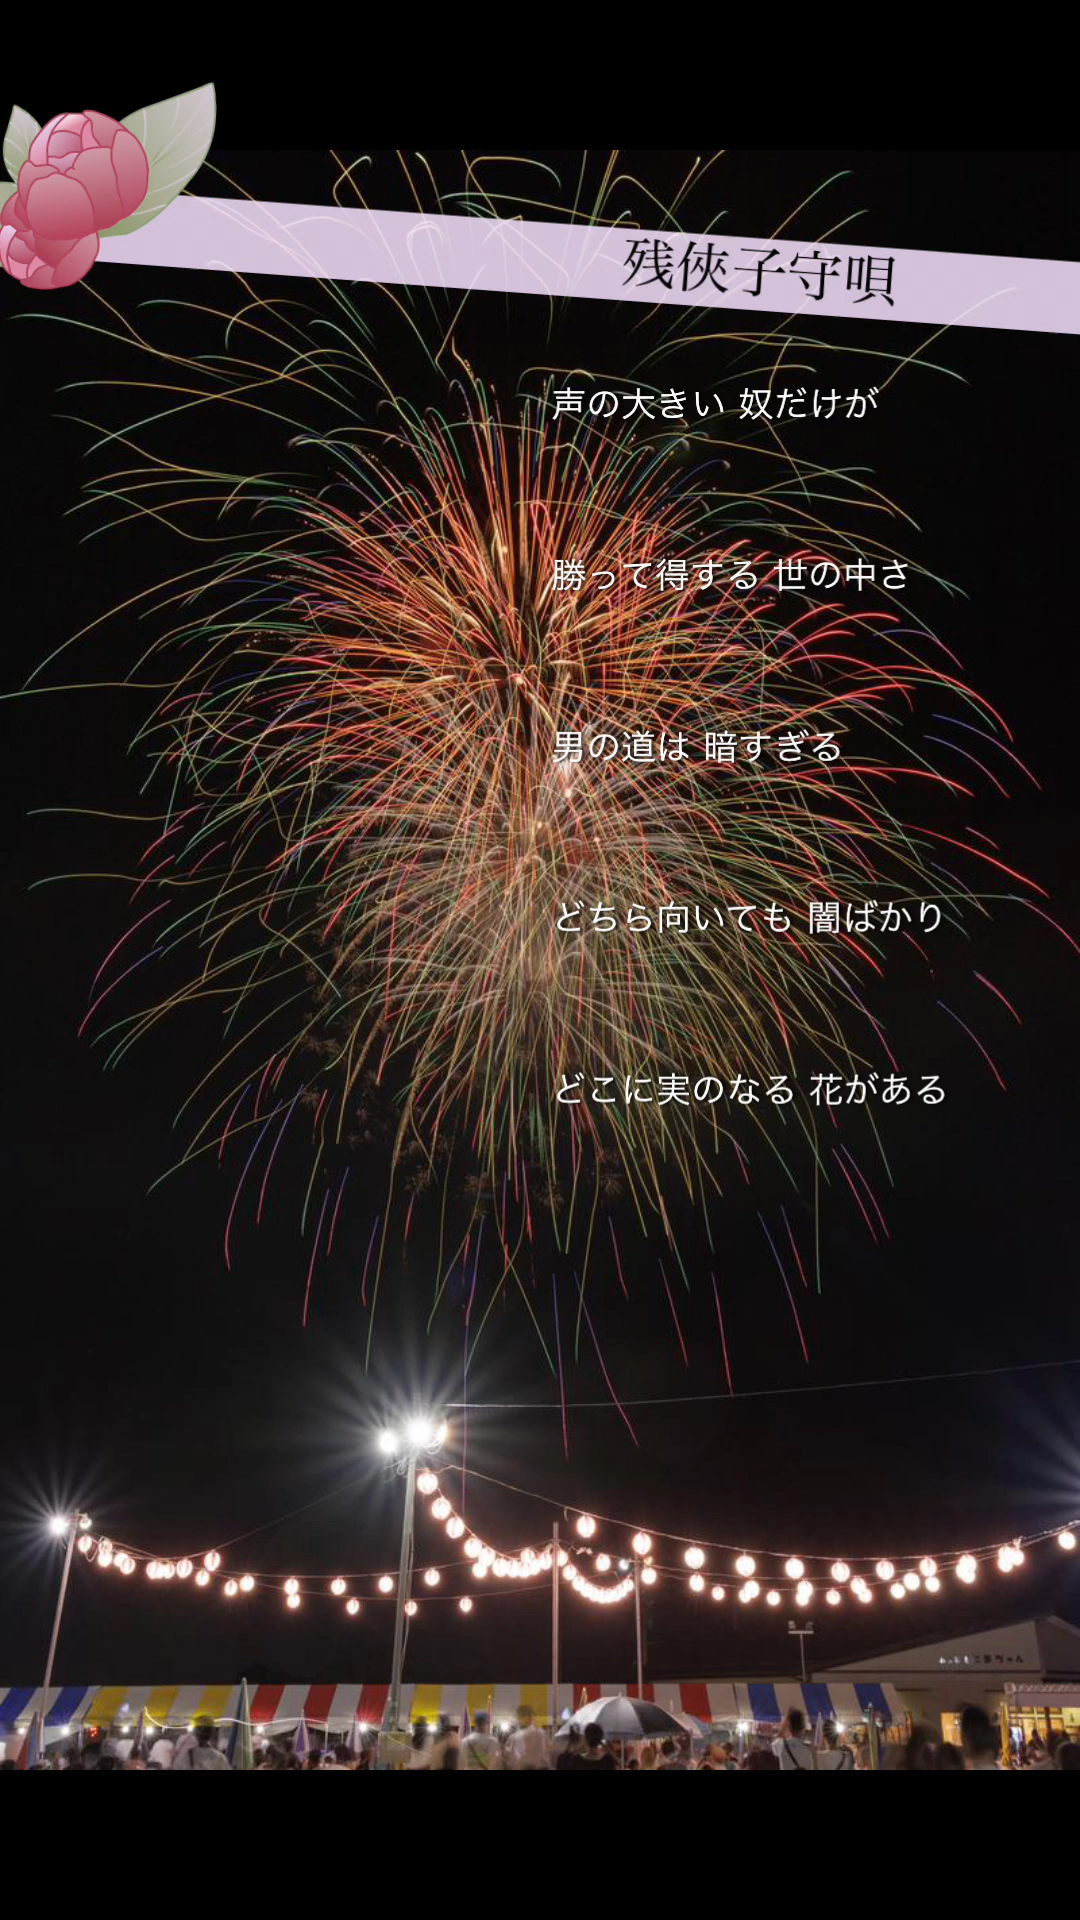 残俠子守唄
声の大きい 奴だけが
勝って得する 世の中さ
男の道は 暗すぎる
どちら向いても 闇ばかり
どこに実のなる 花がある